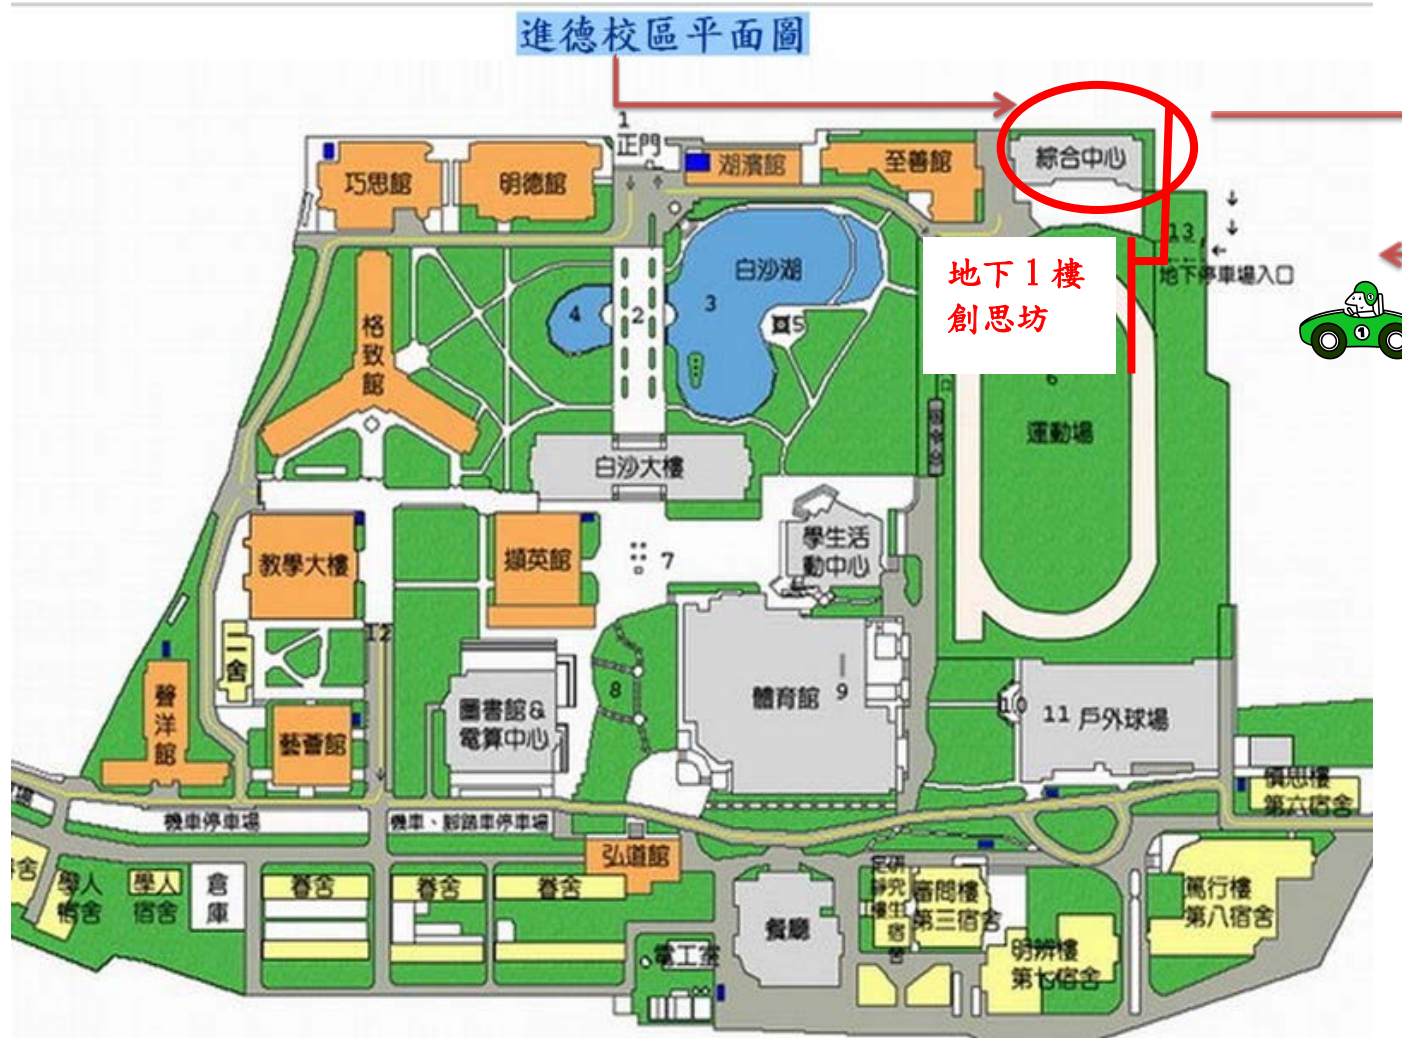 進德校區平面圖
1
正門
湖濱館
至善館
綜合中心
巧思館
明德館
13
地下停車場入口
地下1樓
創思坊
白沙湖
2
3
4
5
1
格致館
6
運動場
白沙大樓
教學大樓
擷英館
7
學生活
動中心
12
二舍
8
體育館
9
聲洋館
藝薈館
圖書館&
電算中心
10
11 戶外球場
慎思樓
第六宿舍
機車停車場
機車、腳踏車停車場
弘道館
學人
宿舍
學人
宿舍
倉庫
眷舍
眷舍
眷舍
電工室
餐廳
審問樓
第三宿舍
明辨樓
第七宿舍
篤行樓
第八宿舍